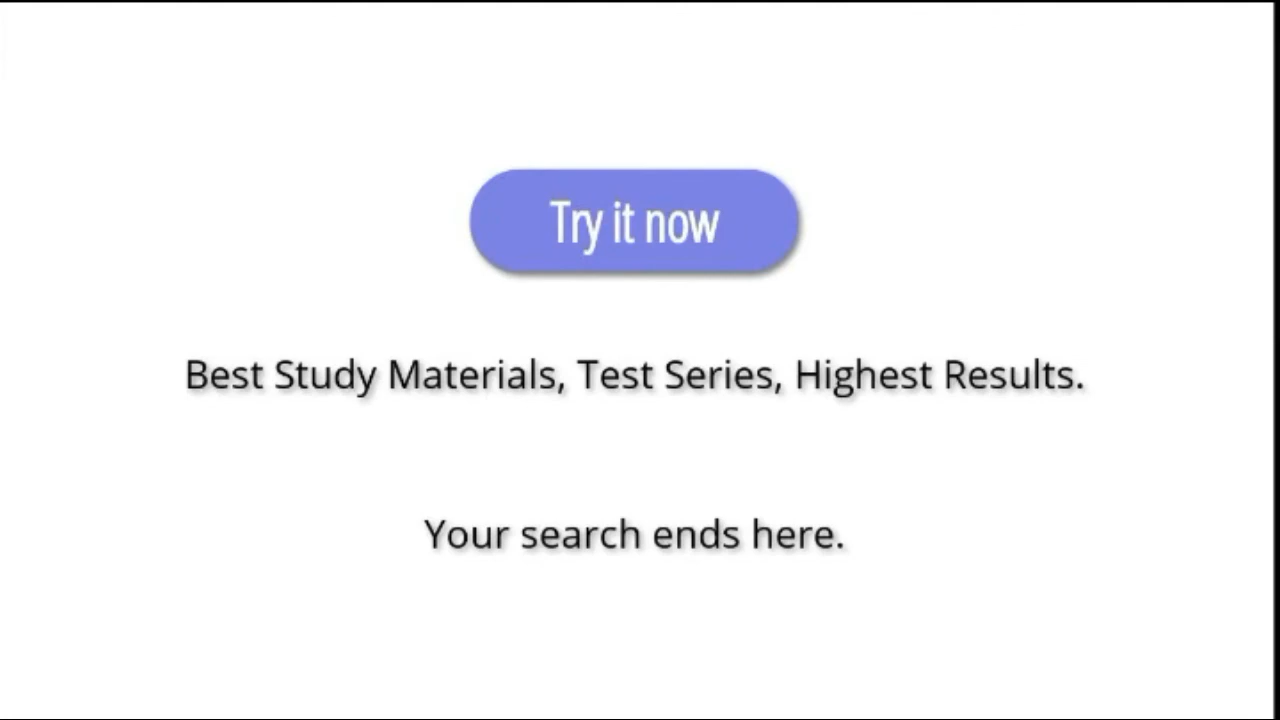 Try it now
Best Study Materials, Test Series, Highest Results.
Your search ends here.